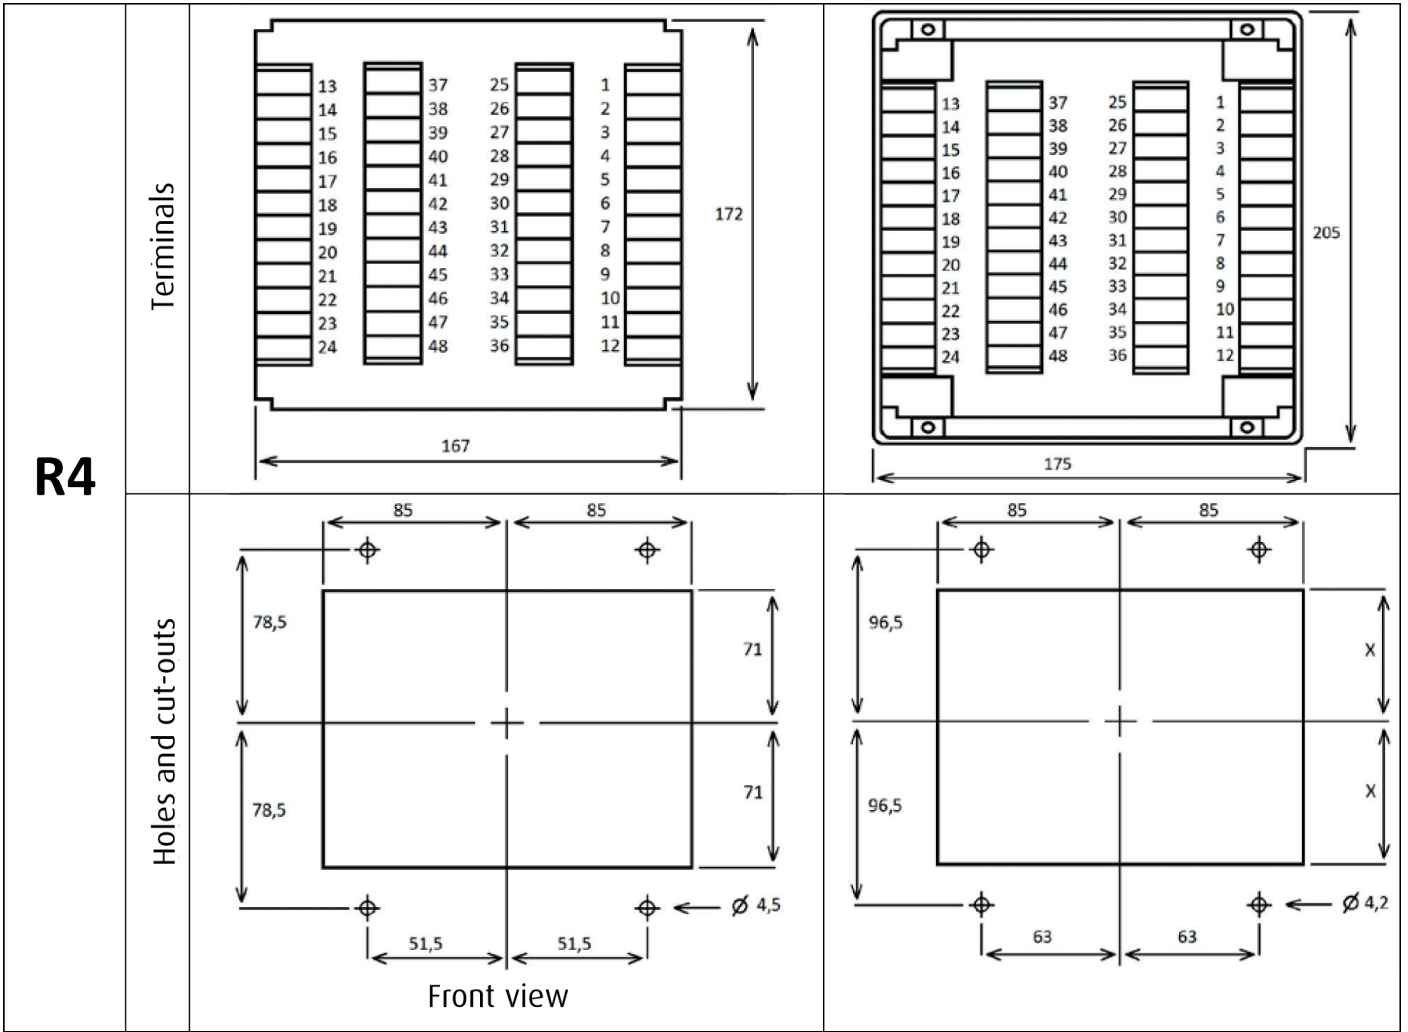 R4
Terminals
13 37 25 1
14 38 26 2
15 39 27 3
16 40 28 4
17 41 29 5
18 42 30 6
19 43 31 7
20 44 32 8
21 45 33 9
22 46 34 10
23 47 35 11
24 48 36 12
172
167
13 37 25 1
14 38 26 2
15 39 27 3
16 40 28 4
17 41 29 5
18 42 30 6
19 43 31 7
20 44 32 8
21 45 33 9
22 46 34 10
23 47 35 11
24 48 36 12
205
175
Holes and cut-outs
85 85
78,5 71
78,5 71
Ø 4,5
51,5 51,5
Front view
85 85
96,5 X
96,5 X
Ø 4,2
63 63